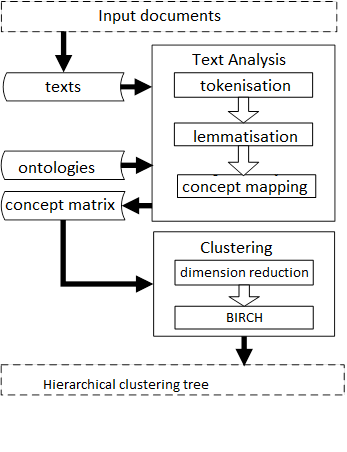 Input documents
Text Analysis
texts
tokenisation
lemmatisation
ontologies
concept mapping
concept matrix
Clustering
dimension reduction
BIRCH
Hierarchical clustering tree